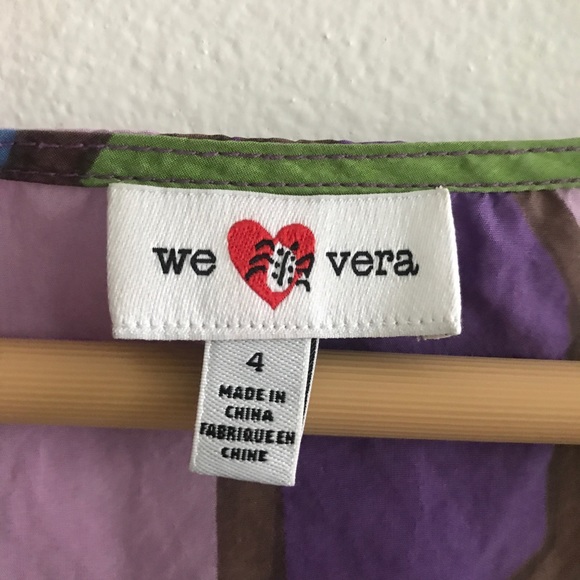 we vera
4
MADE IN
CHINA
FABRIQUE EN
CHINE